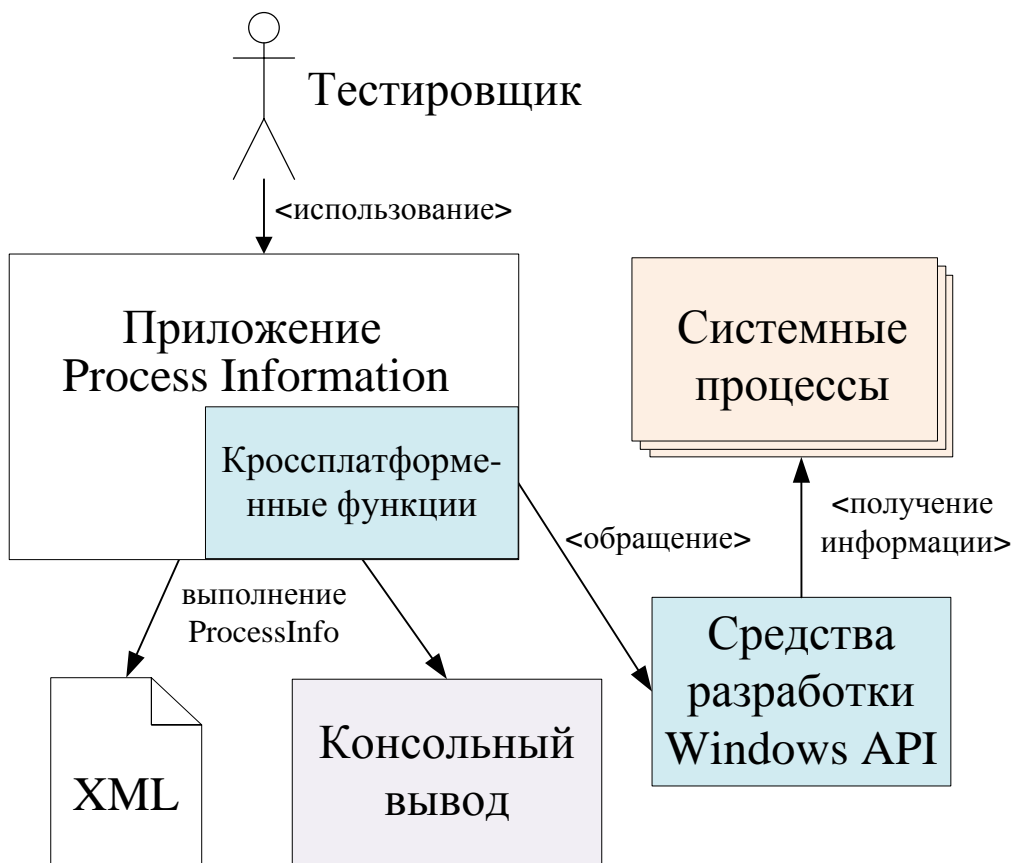 Тестировщик
<использование>
Приложение
Process Information
Кроссплатформе-
нные функции
Системные
процессы
<обращение>
<получение
информации>
выполнение
ProcessInfo
XML
Консольный
вывод
Средства
разработки
Windows API